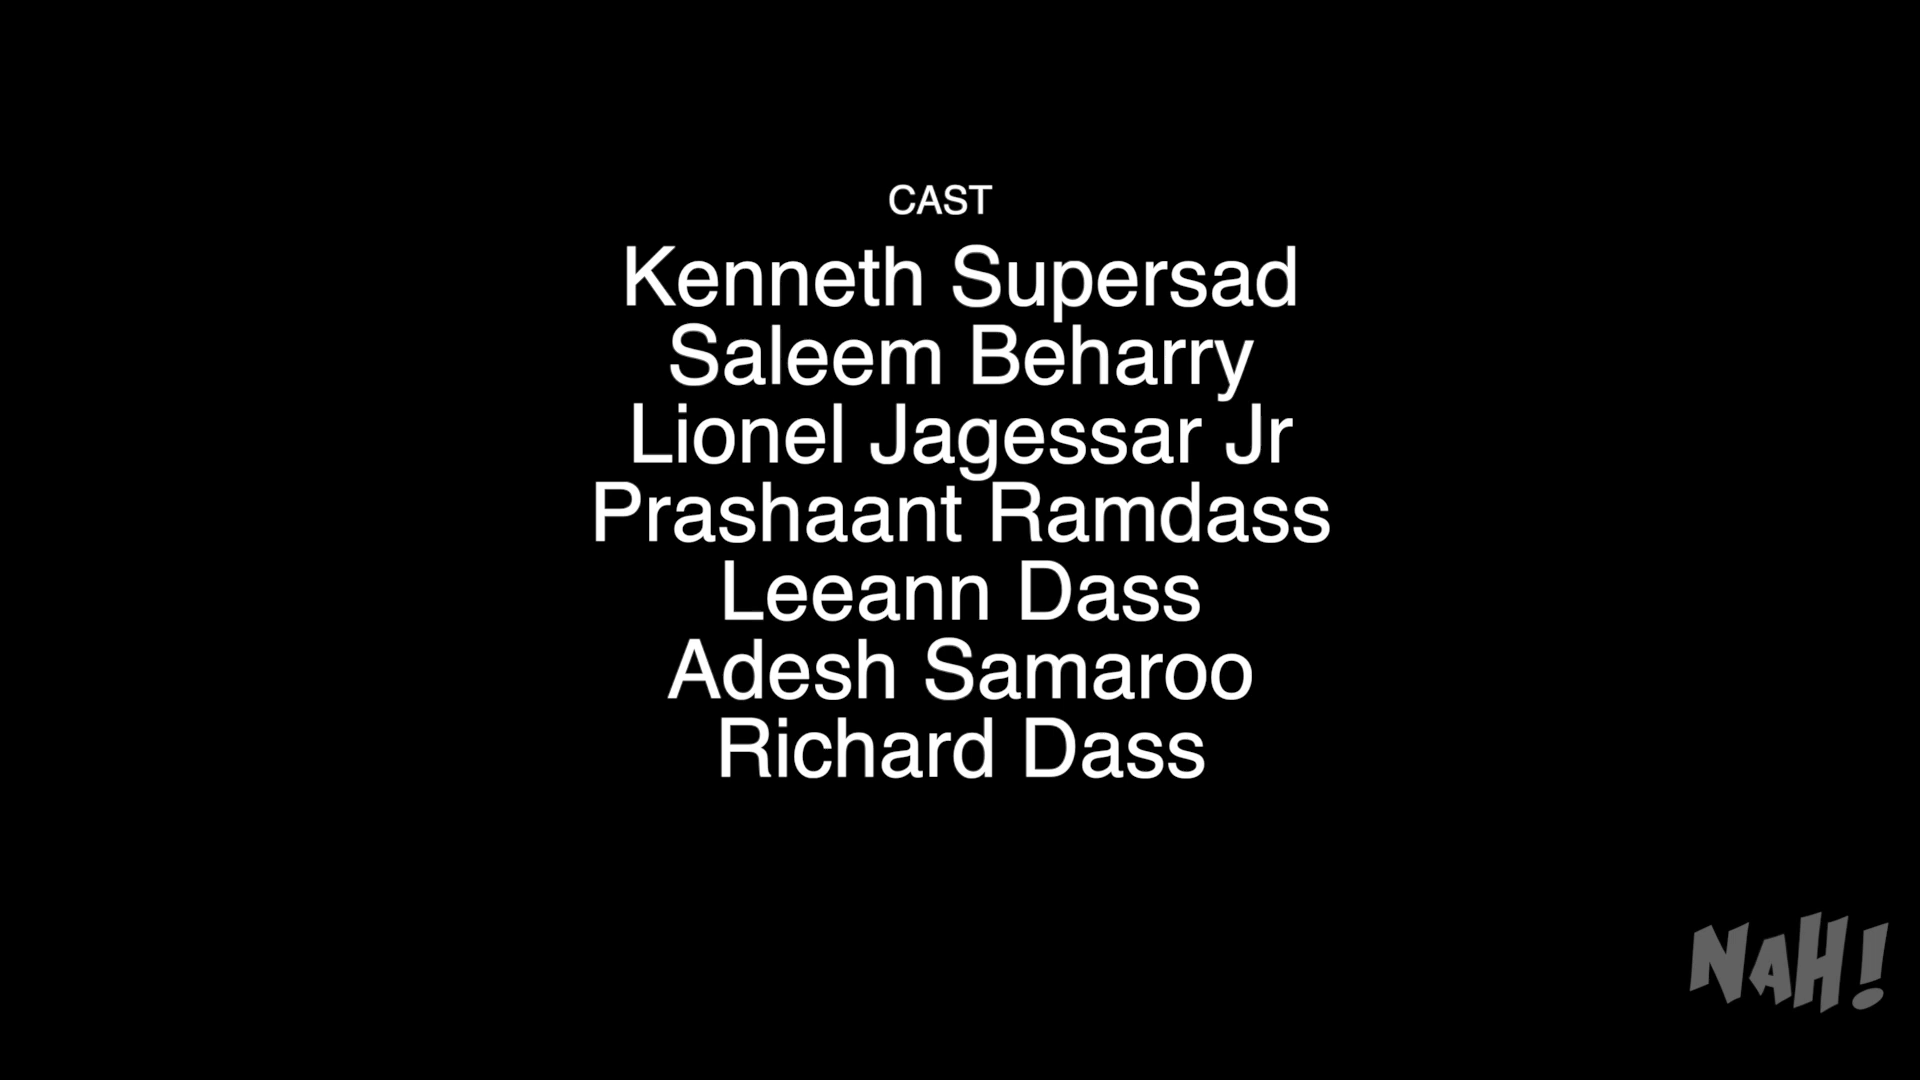 CAST
Kenneth Supersad
Saleem Beharry
Lionel Jagessar Jr
Prashaant Ramdass
Leeann Dass
Adesh Samaroo
Richard Dass
NAH!